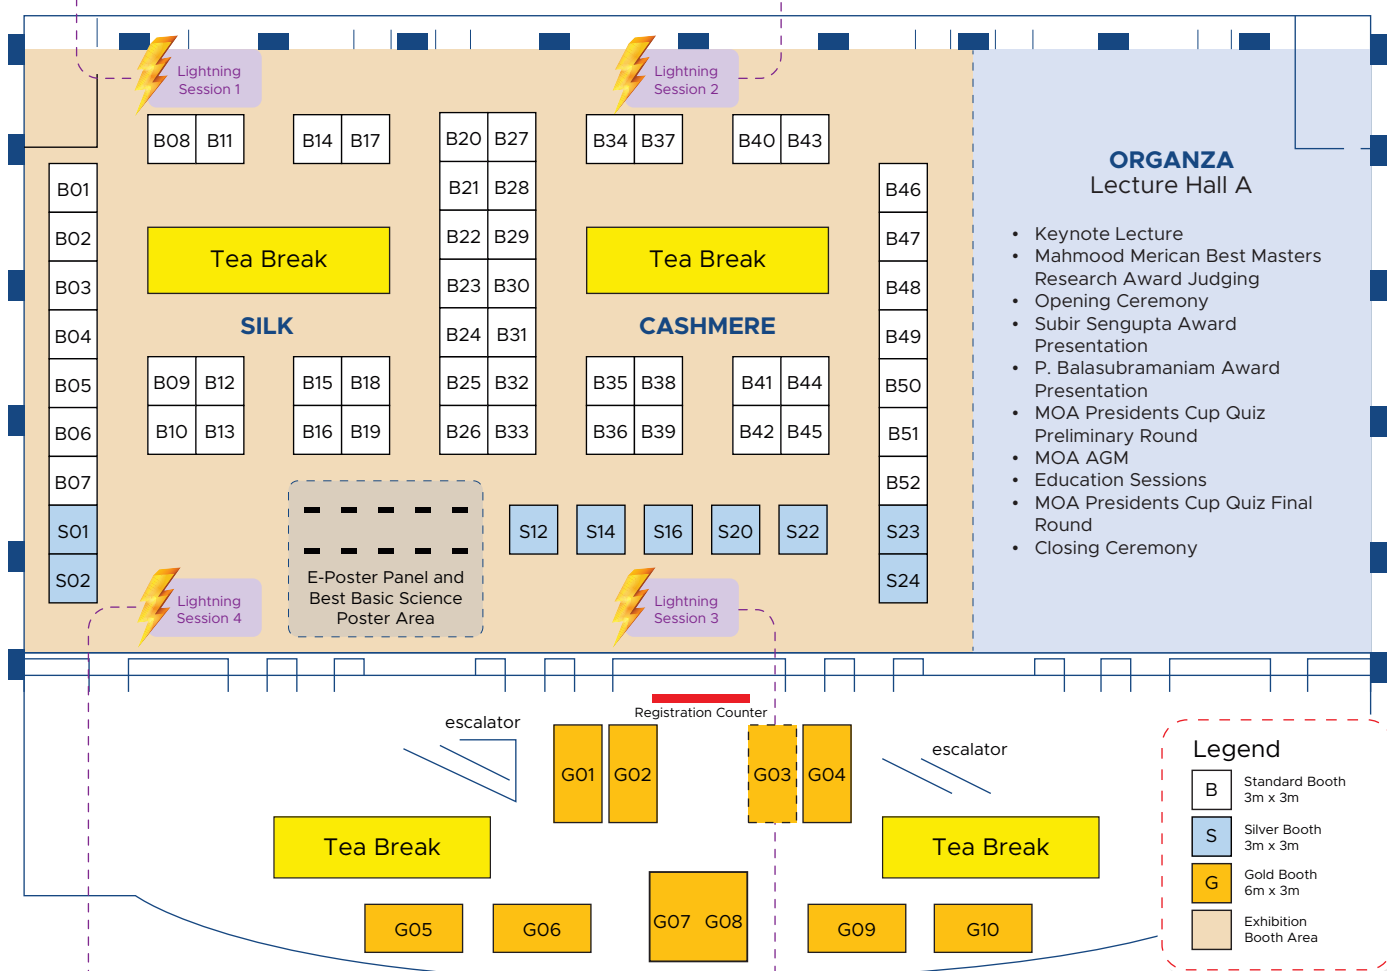 Lightning
Session 1
Lightning
Session 2
B08 B11
B14 B17
B20 B27
B34 B37
B40 B43
B01
B21 B28
B46
B02
Tea Break
B22 B29
Tea Break
B47
B03
B23 B30
B48
SILK
CASHMERE
B04
B24 B31
B49
B05
B09 B12
B15 B18
B25 B32
B35 B38
B41 B44
B50
B06
B10 B13
B16 B19
B26 B33
B36 B39
B42 B45
B51
B07
B52
S01
S12 S14 S16 S20 S22
S23
S02
S24
E-Poster Panel and
Best Basic Science
Poster Area
Lightning
Session 4
Lightning
Session 3
ORGANZA
Lecture Hall A
• Keynote Lecture
• Mahmood Merican Best Masters
Research Award Judging
• Opening Ceremony
• Subir Sengupta Award
Presentation
• P. Balasubramaniam Award
Presentation
• MOA Presidents Cup Quiz
Preliminary Round
• MOA AGM
• Education Sessions
• MOA Presidents Cup Quiz Final
Round
• Closing Ceremony
Registration Counter
escalator
escalator
G01 G02
G03 G04
Tea Break
Tea Break
G05
G06
G07 G08
G09
G10
Legend
B
Standard Booth
3m x 3m
S
Silver Booth
3m x 3m
G
Gold Booth
6m x 3m
Exhibition
Booth Area